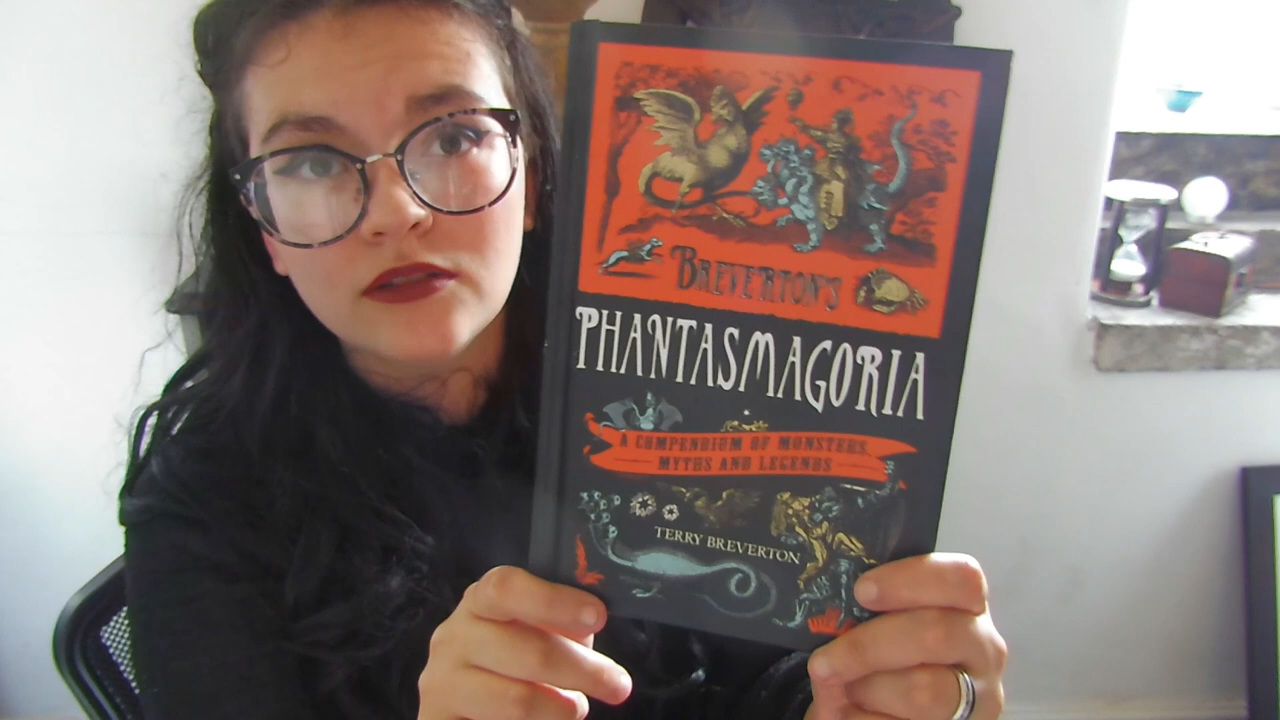 BREVERTON'S
PHANTASMAGORIA
A COMPENDIUM OF MONSTERS,
MYTHS AND LEGENDS
TERRY BREVERTON